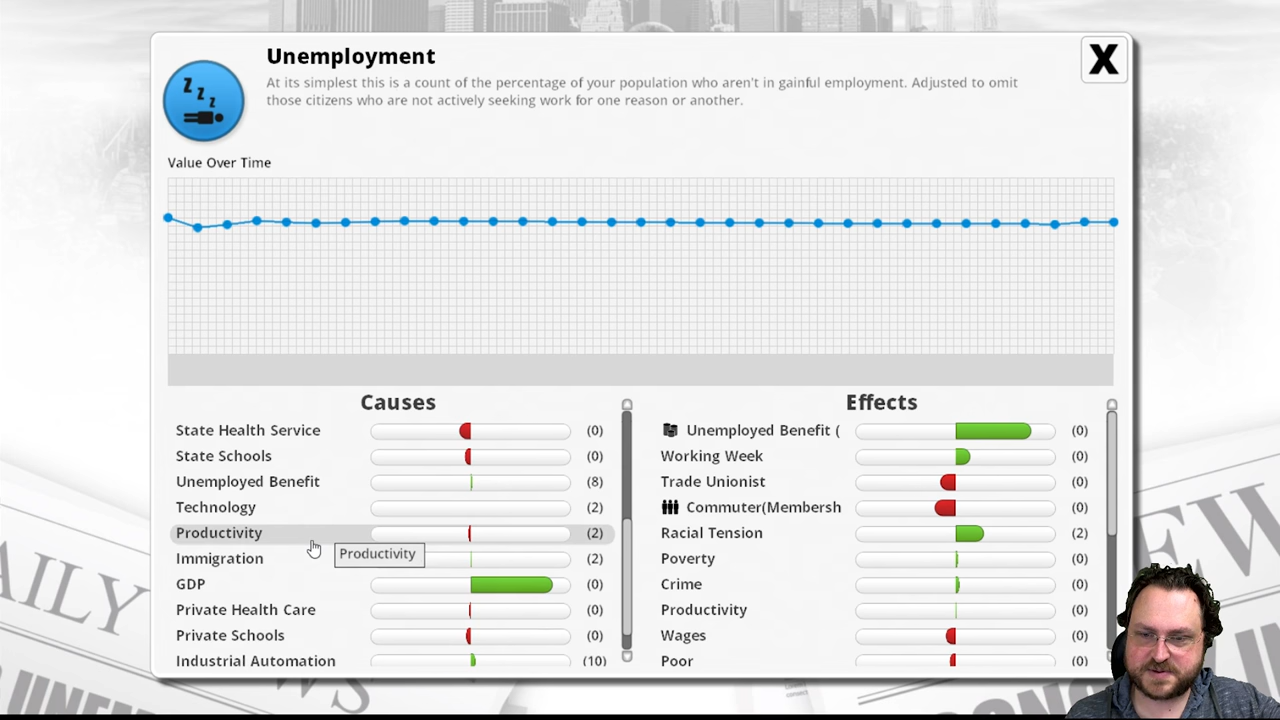 Unemployment
X
At its simplest this is a count of the percentage of your population who aren't in gainful employment. Adjusted to omit
those citizens who are not actively seeking work for one reason or another.
Z Z Z
Value Over Time
Causes
State Health Service (0)
State Schools (0)
Unemployed Benefit (8)
Technology (2)
Productivity (2)
Productivity
Immigration (2)
GDP (0)
Private Health Care (0)
Private Schools (0)
Industrial Automation (10)
Effects
Unemployed Benefit ( (0)
Working Week (0)
Trade Unionist (0)
Commuter(Membersh (0)
Racial Tension (2)
Poverty (0)
Crime (0)
Productivity (0)
Wages (0)
Poor (0)